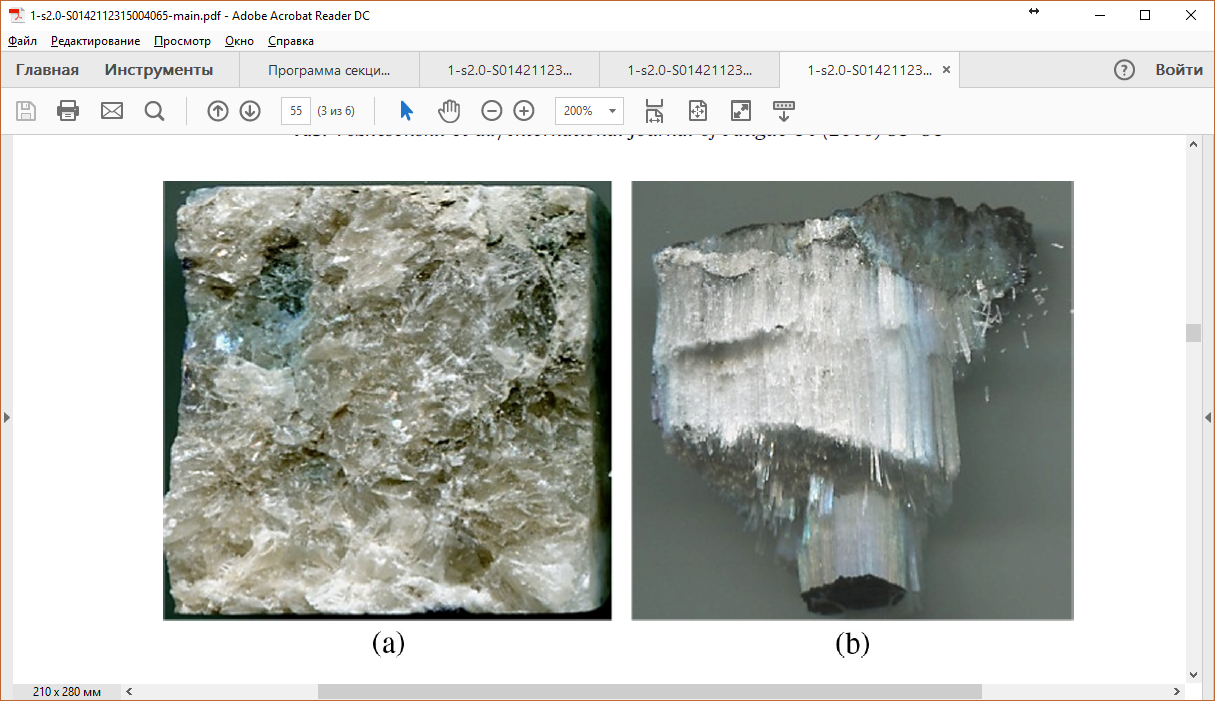 1-s2.0-S0142112315004065-main.pdf - Adobe Acrobat Reader DC
Файл Редактирование Просмотр Окно Справка
Главная Инструменты Программа секци... 1-s2.0-S01421123... 1-s2.0-S01421123... 1-s2.0-S01421123... Войти
55 (3 из 6) 200%
(a) (b)
210 x 280 мм